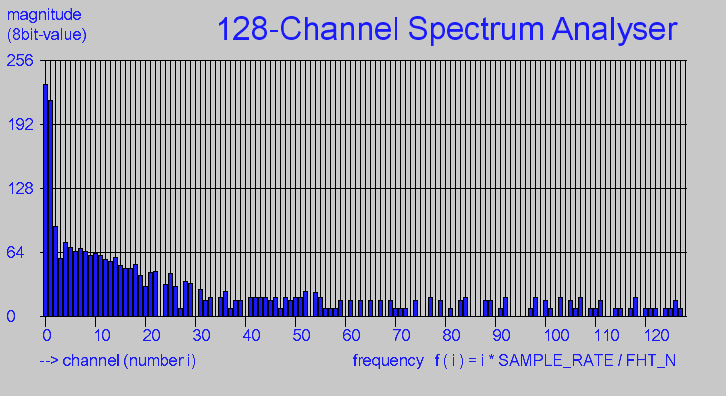 magnitude
(8bit-value)
128-Channel Spectrum Analyser
256
192
128
64
0
0 10 20 30 40 50 60 70 80 90 100 110 120
--> channel (number i)
frequency f ( i ) = i * SAMPLE_RATE / FHT_N